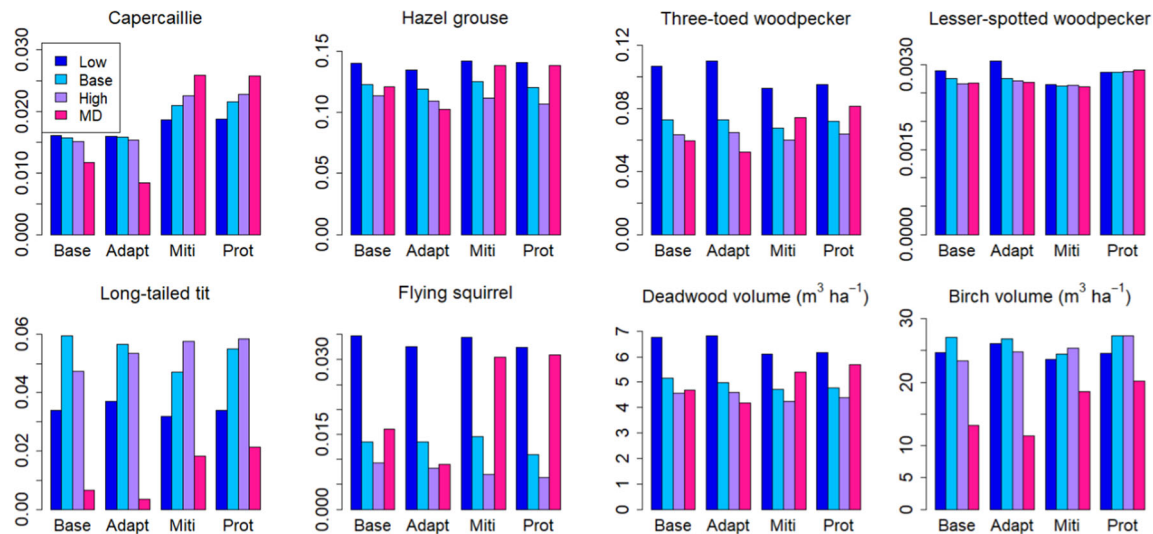 Capercaillie
0.030
0.020
0.010
0.000
Low
Base
High
MD
Base Adapt Miti Prot
Hazel grouse
0.15
0.10
0.05
0.00
Base Adapt Miti Prot
Three-toed woodpecker
0.12
0.08
0.04
0.00
Base Adapt Miti Prot
Lesser-spotted woodpecker
0.0030
0.0015
0.0000
Base Adapt Miti Prot
Long-tailed tit
0.06
0.04
0.02
0.00
Base Adapt Miti Prot
Flying squirrel
0.030
0.015
0.000
Base Adapt Miti Prot
Deadwood volume (m³ ha⁻¹)
7
6
5
4
3
2
1
0
Base Adapt Miti Prot
Birch volume (m³ ha⁻¹)
30
20
10
5
0
Base Adapt Miti Prot